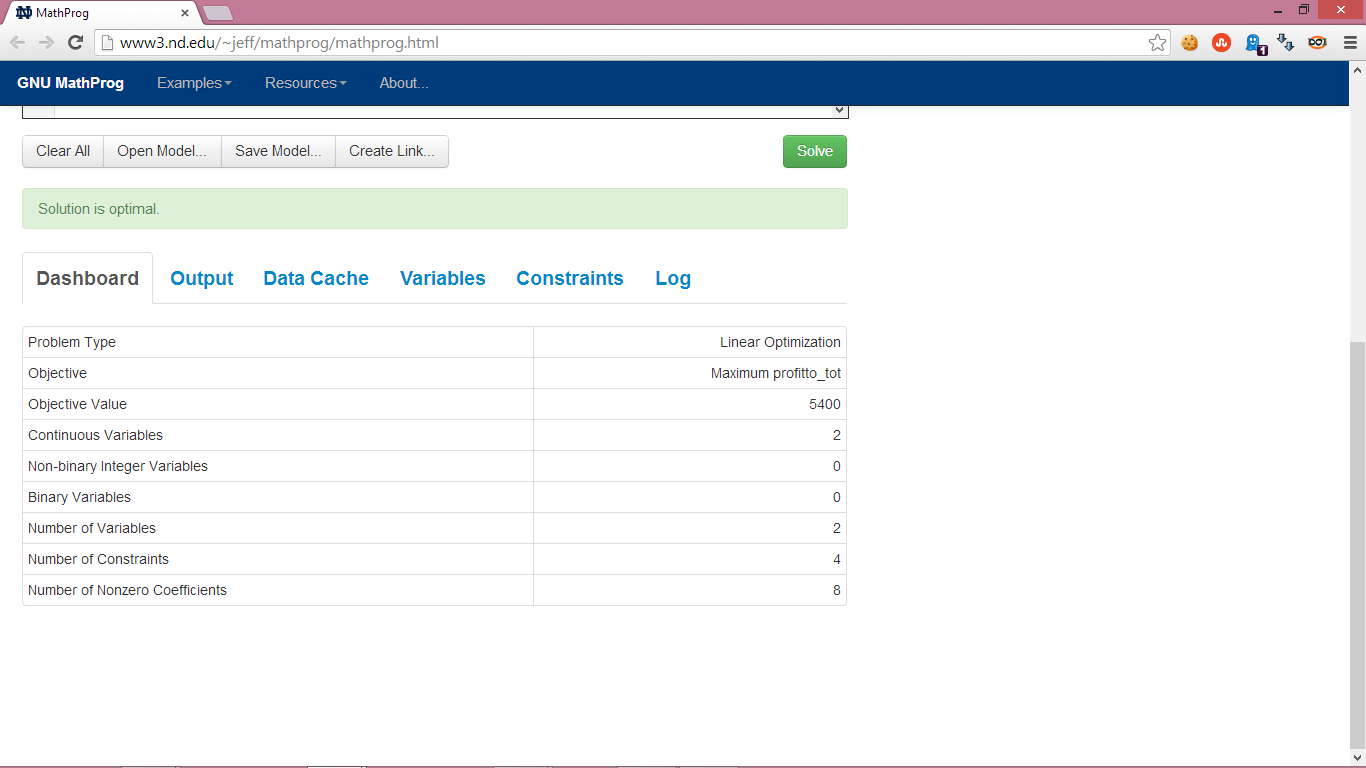 MathProg
www3.nd.edu/~jeff/mathprog/mathprog.html
1
GNU MathProg Examples Resources About...
Clear All Open Model... Save Model... Create Link... Solve
Solution is optimal.
Dashboard Output Data Cache Variables Constraints Log
Problem Type Linear Optimization
Objective Maximum profitto_tot
Objective Value 5400
Continuous Variables 2
Non-binary Integer Variables 0
Binary Variables 0
Number of Variables 2
Number of Constraints 4
Number of Nonzero Coefficients 8